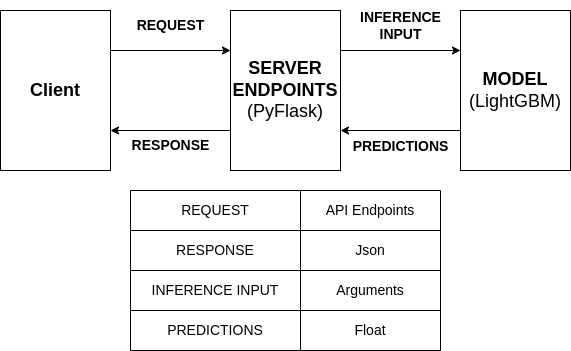 REQUEST
INFERENCE
INPUT
Client
SERVER
ENDPOINTS
(PyFlask)
MODEL
(LightGBM)
RESPONSE
PREDICTIONS
REQUEST API Endpoints
RESPONSE Json
INFERENCE INPUT Arguments
PREDICTIONS Float